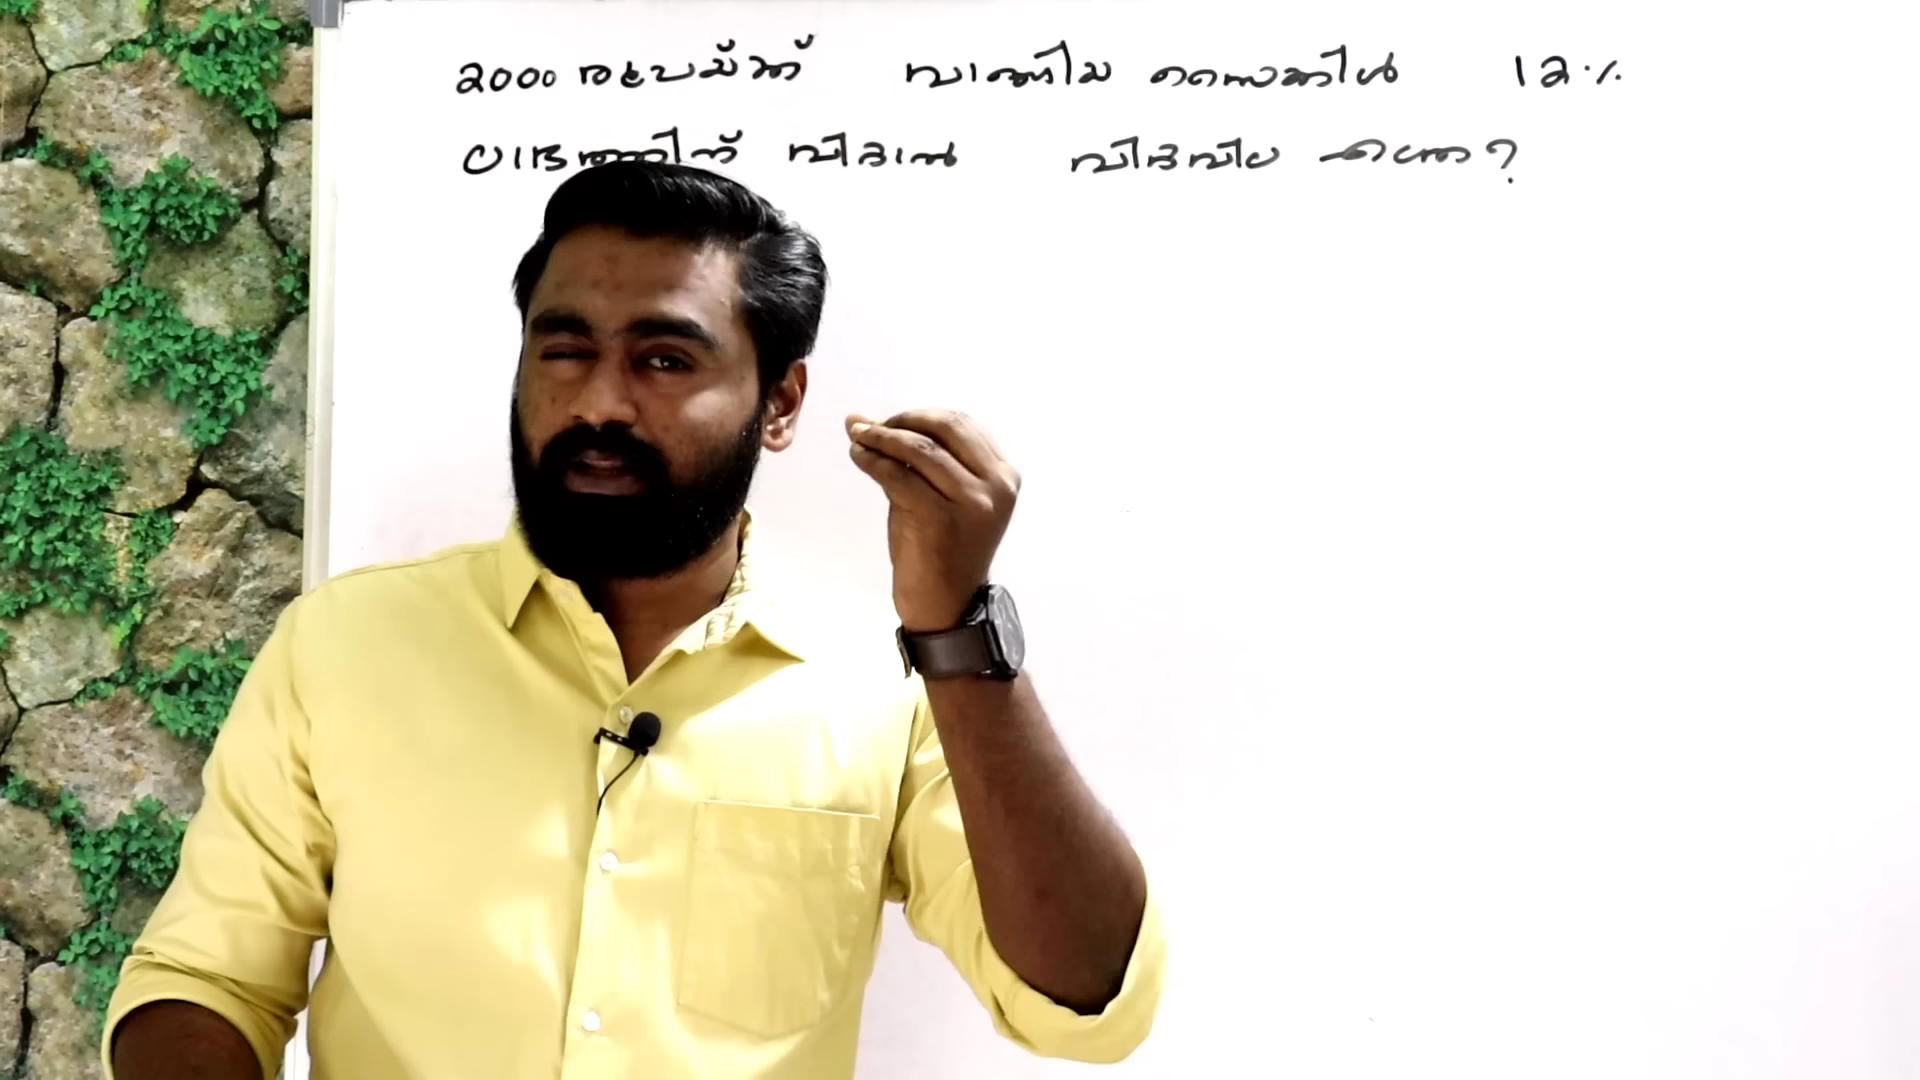 2000 രൂപയ്ക്ക് വാങ്ങിയ സൈക്കിൾ 12%
ലാഭത്തിന് വിറ്റാൽ വിറ്റവില എത്ര?